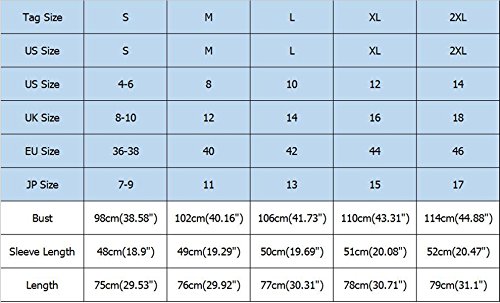 Tag Size S M L XL 2XL
US Size S M L XL 2XL
US Size 4-6 8 10 12 14
UK Size 8-10 12 14 16 18
EU Size 36-38 40 42 44 46
JP Size 7-9 11 13 15 17
Bust 98cm(38.58") 102cm(40.16") 106cm(41.73") 110cm(43.31") 114cm(44.88")
Sleeve Length 48cm(18.9") 49cm(19.29") 50cm(19.69") 51cm(20.08") 52cm(20.47")
Length 75cm(29.53") 76cm(29.92") 77cm(30.31") 78cm(30.71") 79cm(31.1")